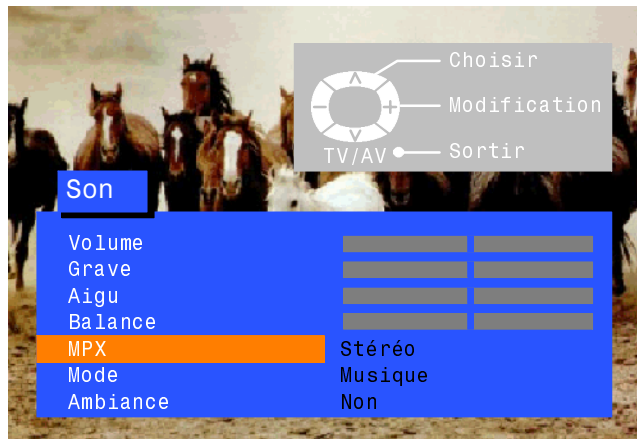 Choisir
Modification
TV/AV Sortir
Son
Volume
Grave
Aigu
Balance
MPX Stéréo
Mode Musique
Ambiance Non